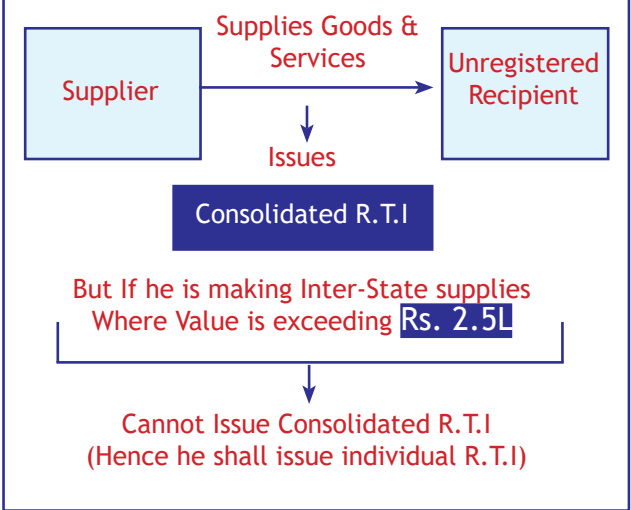 Supplies Goods &
Services
Supplier
Unregistered
Recipient
Issues
Consolidated R.T.I
But If he is making Inter-State supplies
Where Value is exceeding Rs. 2.5L
Cannot Issue Consolidated R.T.I
(Hence he shall issue individual R.T.I)